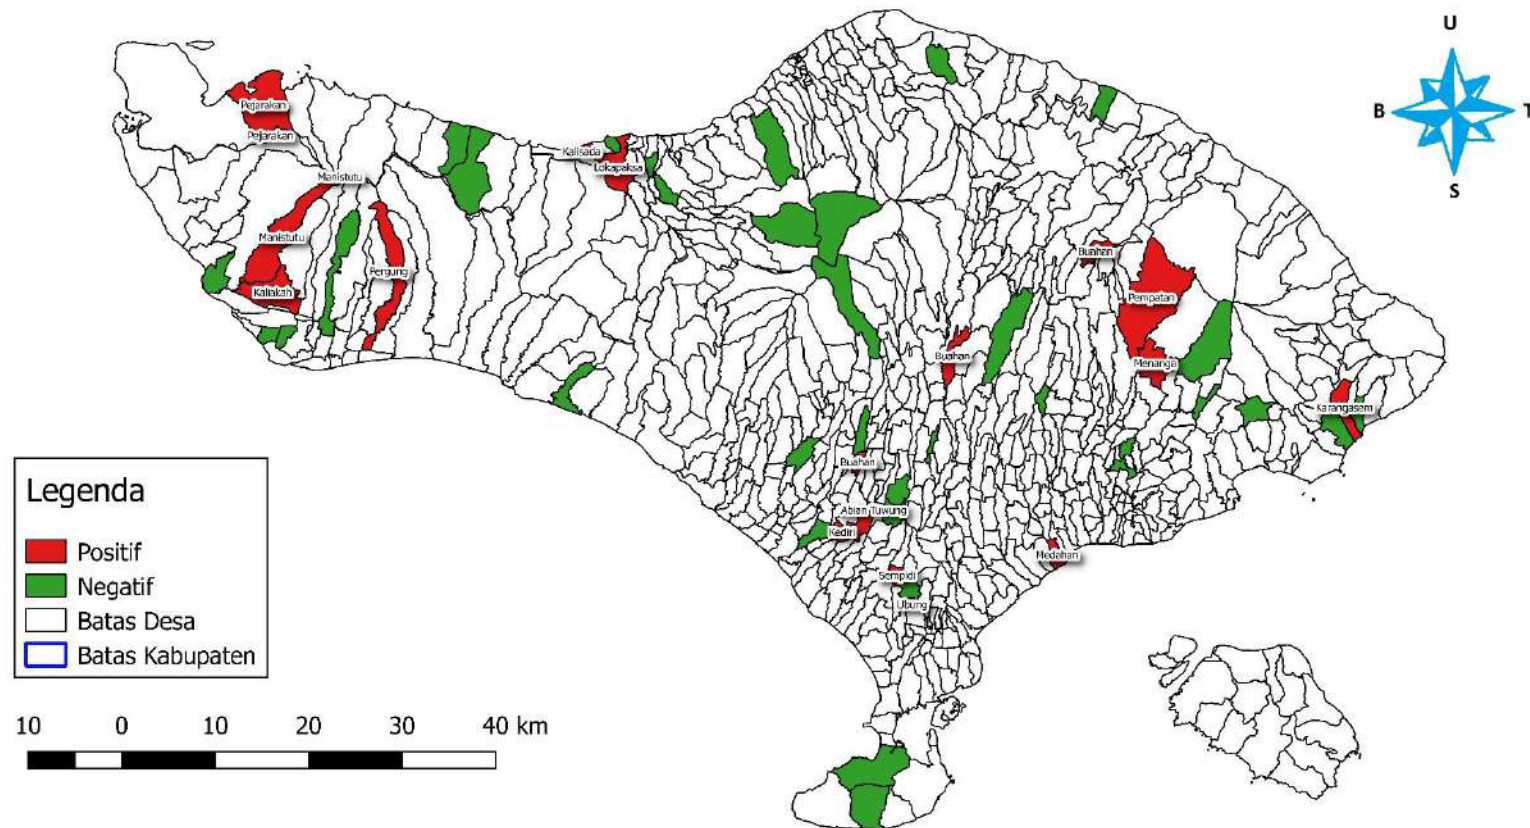 U
B
T
S
Pejarakan
Pejarakan
Kalisada
Lokapaksa
Manistutu
Manistutu
Pergung
Kaliakah
Buahan
Pempatan
Buahan
Menanga
Karangasem
Buahan
Abian Tuwung
Kediri
Medahan
Sempidi
Ubung
Legenda
Positif
Negatif
Batas Desa
Batas Kabupaten
10 0 10 20 30 40 km